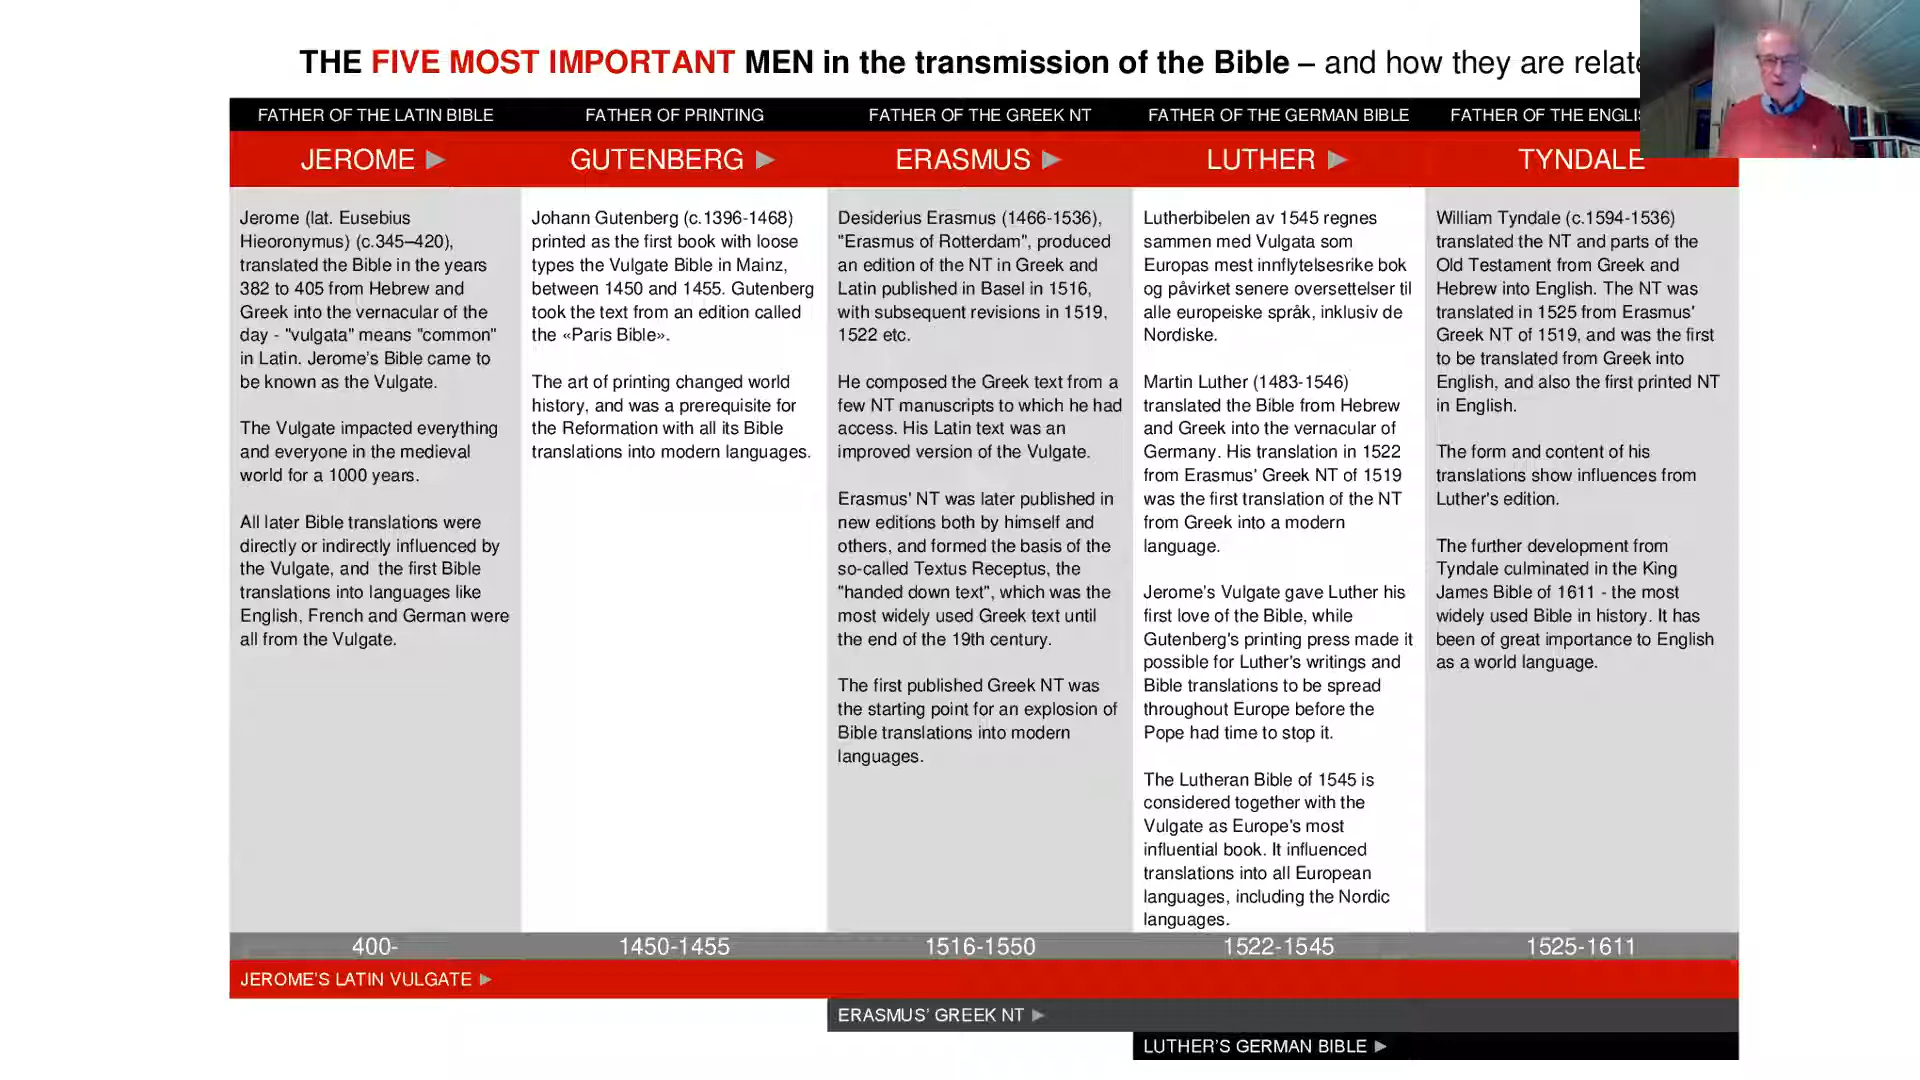 THE FIVE MOST IMPORTANT MEN in the transmission of the Bible – and how they are
FATHER OF THE LATIN BIBLE
JEROME ▶
Jerome (lat. Eusebius
Hieoronymus) (c.345–420),
translated the Bible in the years
382 to 405 from Hebrew and
Greek into the vernacular of the
day - "vulgata" means "common"
in Latin. Jerome's Bible came to
be known as the Vulgate.
The Vulgate impacted everything
and everyone in the medieval
world for a 1000 years.
All later Bible translations were
directly or indirectly influenced by
the Vulgate, and the first Bible
translations into languages like
English, French and German were
all from the Vulgate.
400-
FATHER OF PRINTING
GUTENBERG ▶
Johann Gutenberg (c.1396-1468)
printed as the first book with loose
types the Vulgate Bible in Mainz,
between 1450 and 1455. Gutenberg
took the text from an edition called
the «Paris Bible».
The art of printing changed world
history, and was a prerequisite for
the Reformation with all its Bible
translations into modern languages.
1450-1455
FATHER OF THE GREEK NT
ERASMUS ▶
Desiderius Erasmus (1466-1536),
"Erasmus of Rotterdam", produced
an edition of the NT in Greek and
Latin published in Basel in 1516,
with subsequent revisions in 1519,
1522 etc.
He composed the Greek text from a
few NT manuscripts to which he had
access. His Latin text was an
improved version of the Vulgate.
Erasmus' NT was later published in
new editions both by himself and
others, and formed the basis of the
so-called Textus Receptus, the
"handed down text", which was the
most widely used Greek text until
the end of the 19th century.
The first published Greek NT was
the starting point for an explosion of
Bible translations into modern
languages.
1516-1550
FATHER OF THE GERMAN BIBLE
LUTHER ▶
Lutherbibelen av 1545 regnes
sammen med Vulgata som
Europas mest innflytelsesrike bok
og påvirket senere oversettelser til
alle europeiske språk, inklusiv de
Nordiske.
Martin Luther (1483-1546)
translated the Bible from Hebrew
and Greek into the vernacular of
Germany. His translation in 1522
from Erasmus' Greek NT of 1519
was the first translation of the NT
from Greek into a modern
language.
Jerome's Vulgate gave Luther his
first love of the Bible, while
Gutenberg's printing press made it
possible for Luther's writings and
Bible translations to be spread
throughout Europe before the
Pope had time to stop it.
The Lutheran Bible of 1545 is
considered together with the
Vulgate as Europe's most
influential book. It influenced
translations into all European
languages, including the Nordic
languages.
1522-1545
FATHER OF THE
TYNDALE
William Tyndale (c.1594-1536)
translated the NT and parts of the
Old Testament from Greek and
Hebrew into English. The NT was
translated in 1525 from Erasmus'
Greek NT of 1519, and was the first
to be translated from Greek into
English, and also the first printed NT
in English.
The form and content of his
translations show influences from
Luther's edition.
The further development from
Tyndale culminated in the King
James Bible of 1611 - the most
widely used Bible in history. It has
been of great importance to English
as a world language.
1525-1611
JEROME'S LATIN VULGATE ▶
ERASMUS' GREEK NT ▶
LUTHER'S GERMAN BIBLE ▶